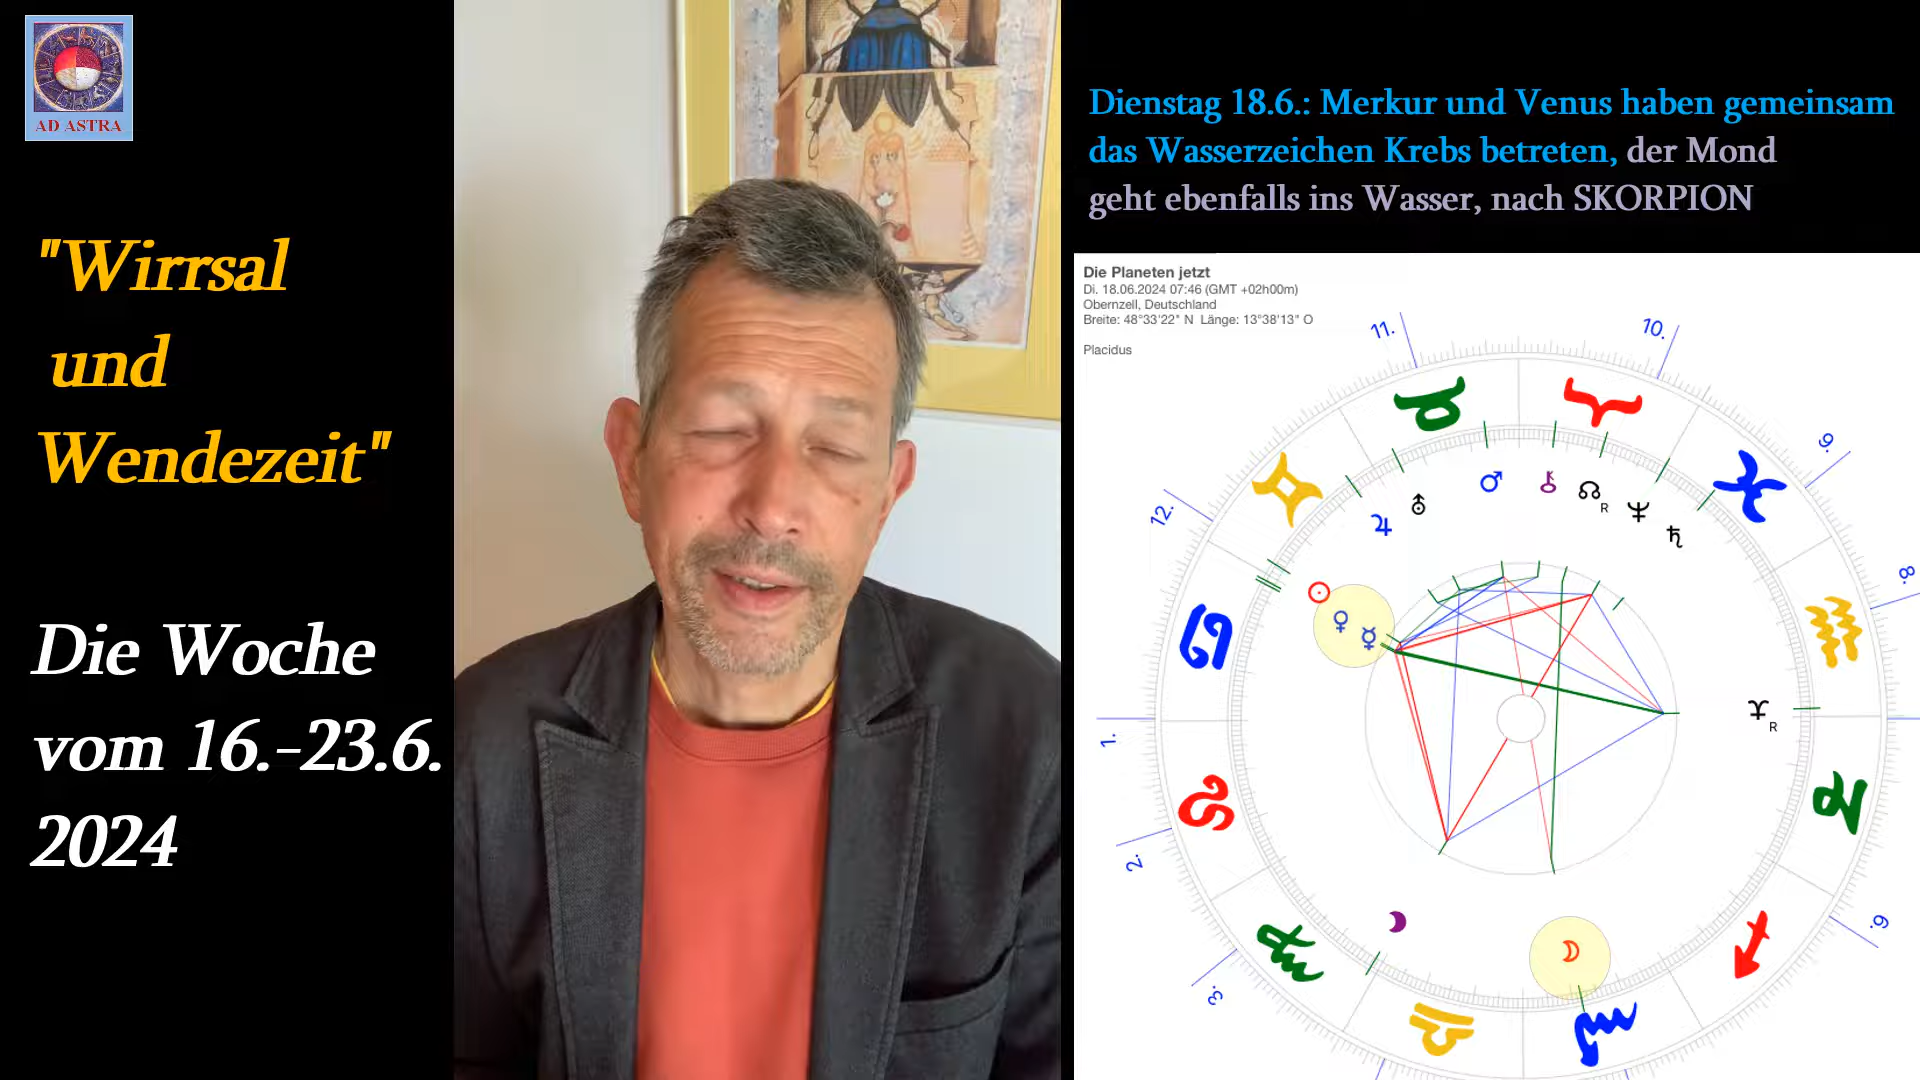 AD ASTRA
"Wirrsal
und
Wendezeit"
Die Woche
vom 16.-23.6.
2024
Dienstag 18.6.: Merkur und Venus haben gemeinsam
das Wasserzeichen Krebs betreten, der Mond
geht ebenfalls ins Wasser, nach SKORPION
Die Planeten jetzt
Di. 18.06.2024 07:46 (GMT +02h00m)
Obernzell, Deutschland
Breite: 48°33'22" N Länge: 13°38'13" O
Placidus
11.
10.
9.
12.
8.
R
R
1.
2.
6.
3.